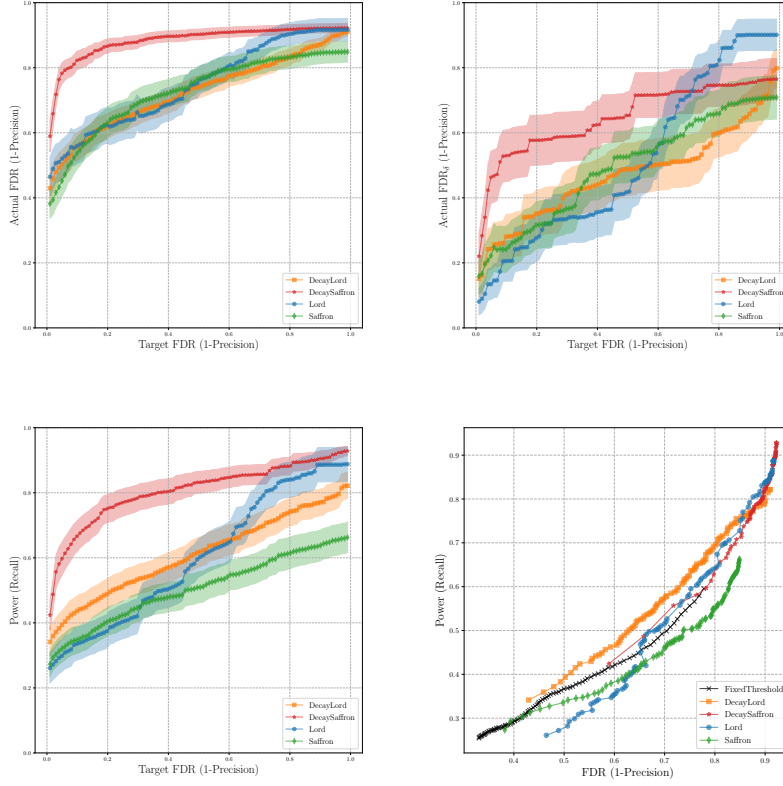 1.0
0.8
0.6
0.4
0.2
0.0
Actual FDR (1-Precision)
0.0 0.2 0.4 0.6 0.8 1.0
Target FDR (1-Precision)
DecayLord
DecaySaffron
Lord
Saffron
1.0
0.8
0.6
0.4
0.2
0.0
Actual FDRδ (1-Precision)
0.0 0.2 0.4 0.6 0.8 1.0
Target FDR (1-Precision)
DecayLord
DecaySaffron
Lord
Saffron
1.0
0.8
0.6
0.4
0.2
0.0
Power (Recall)
0.0 0.2 0.4 0.6 0.8 1.0
Target FDR (1-Precision)
DecayLord
DecaySaffron
Lord
Saffron
0.9
0.8
0.7
0.6
0.5
0.4
0.3
Power (Recall)
0.4 0.5 0.6 0.7 0.8 0.9
FDR (1-Precision)
FixedThreshold
DecayLord
DecaySaffron
Lord
Saffron